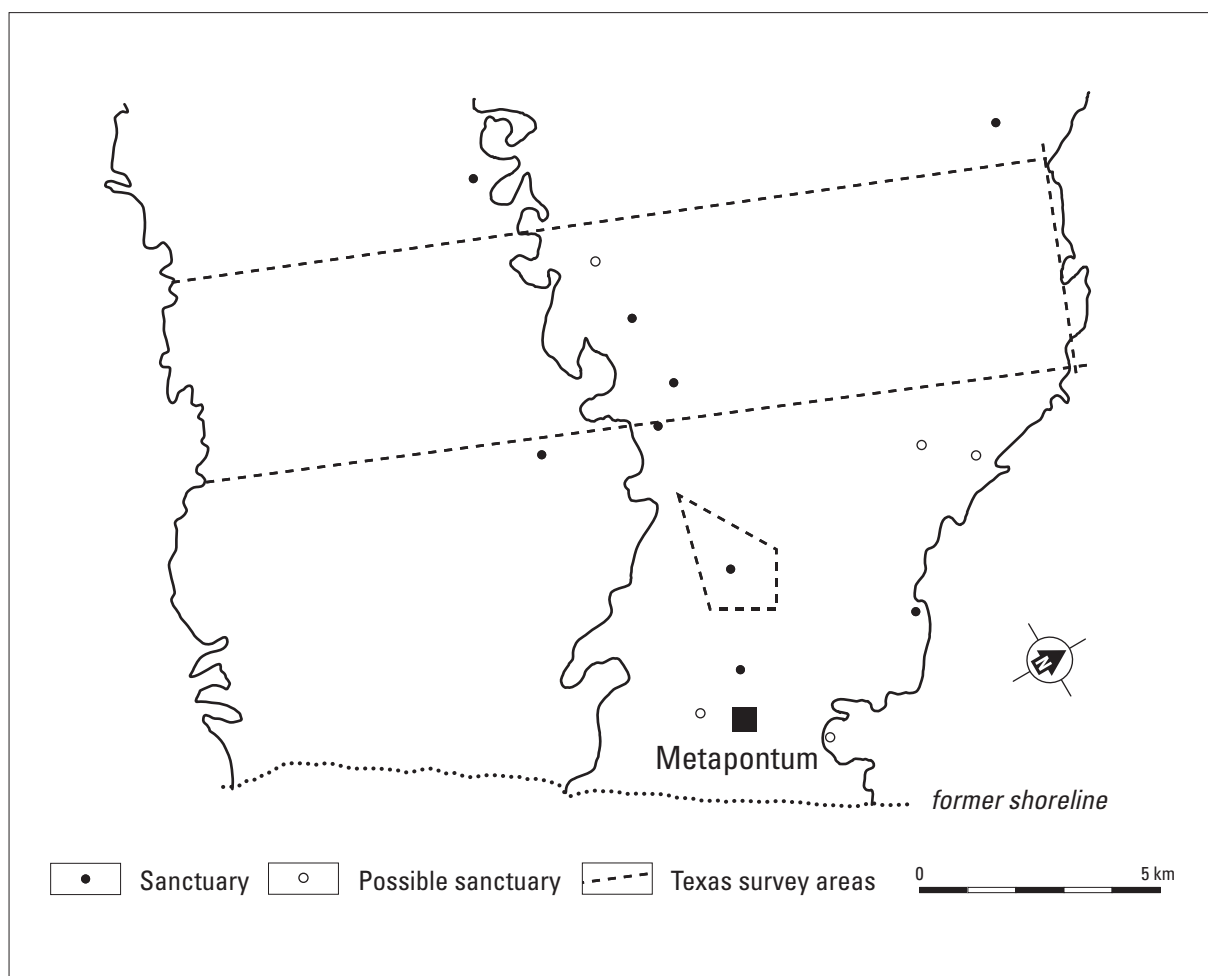 N
Metapontum
former shoreline
Sanctuary
Possible sanctuary
Texas survey areas
0
5 km